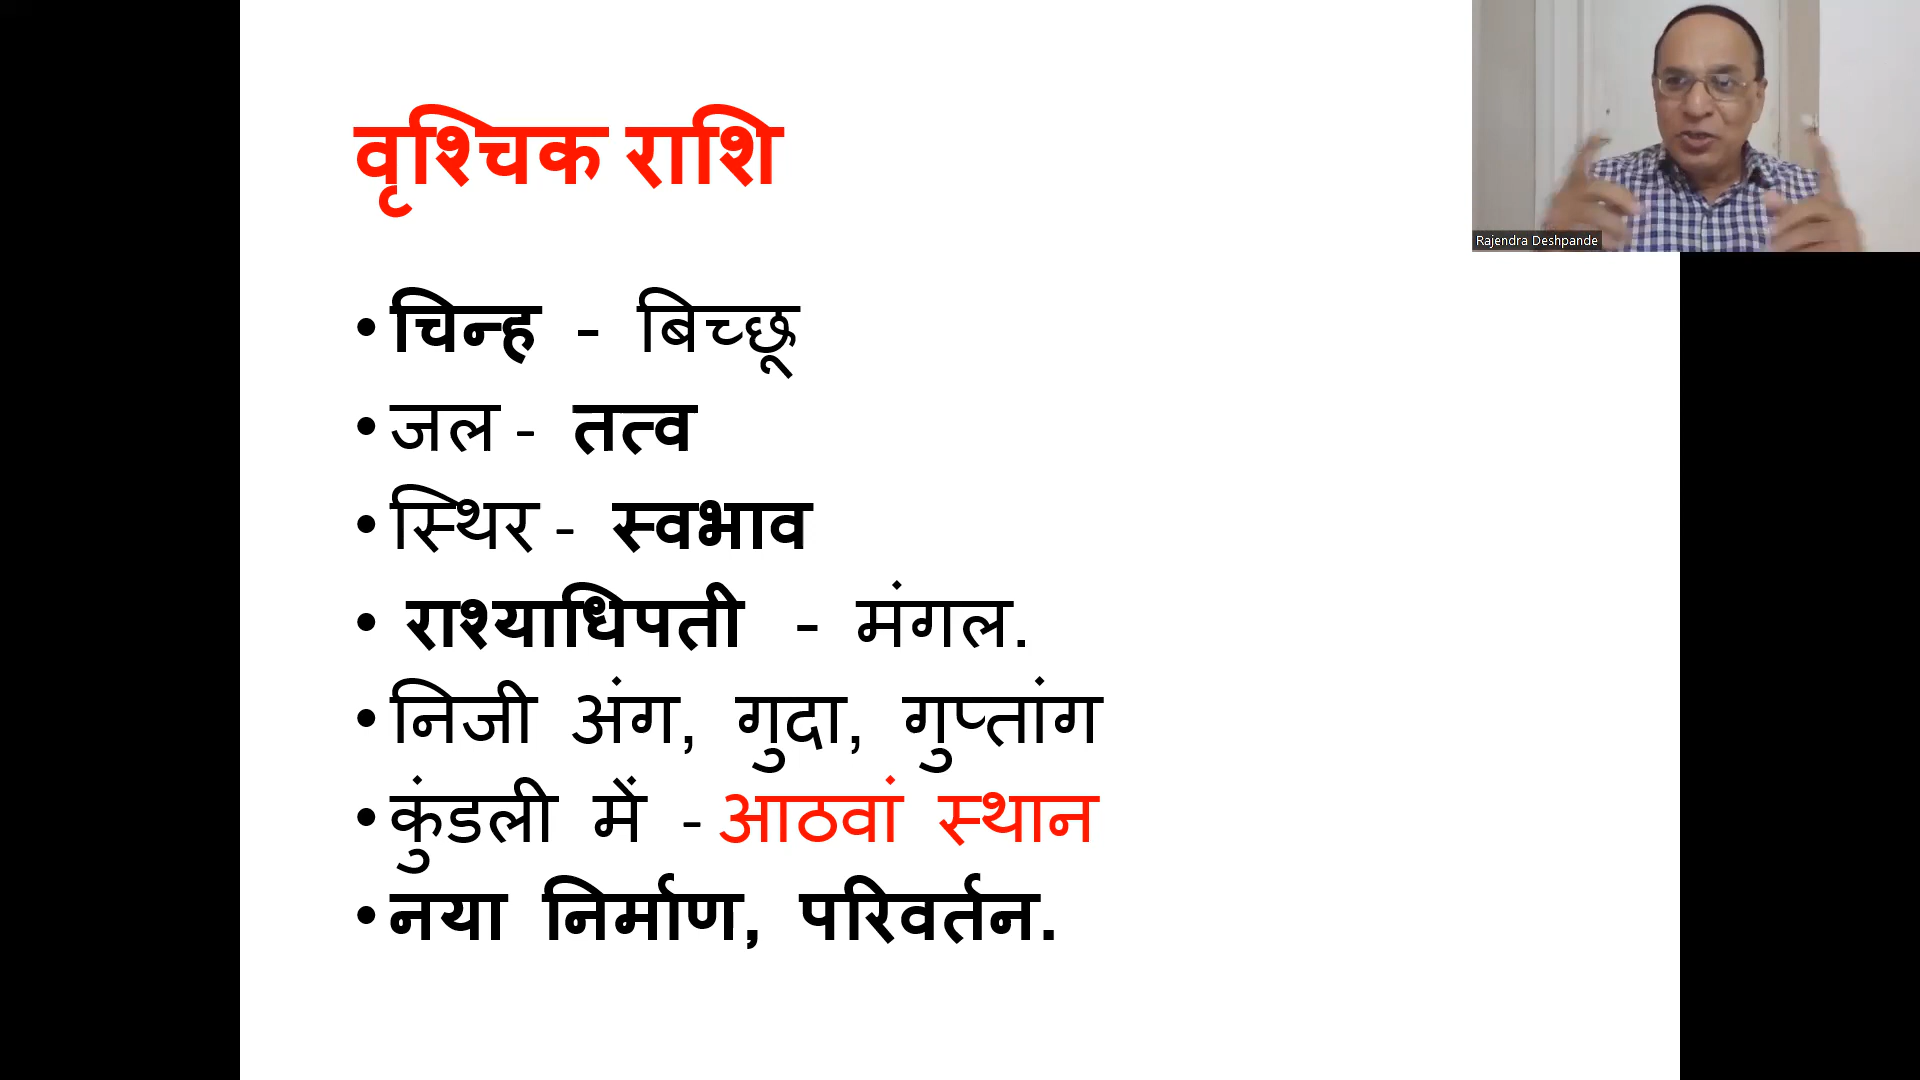 वृश्चिक राशि
Rajendra Deshpande
• चिन्ह - बिच्छू
• जल - तत्व
• स्थिर - स्वभाव
• राश्याधिपती - मंगल.
• निजी अंग, गुदा, गुप्तांग
• कुंडली में - आठवां स्थान
• नया निर्माण, परिवर्तन.